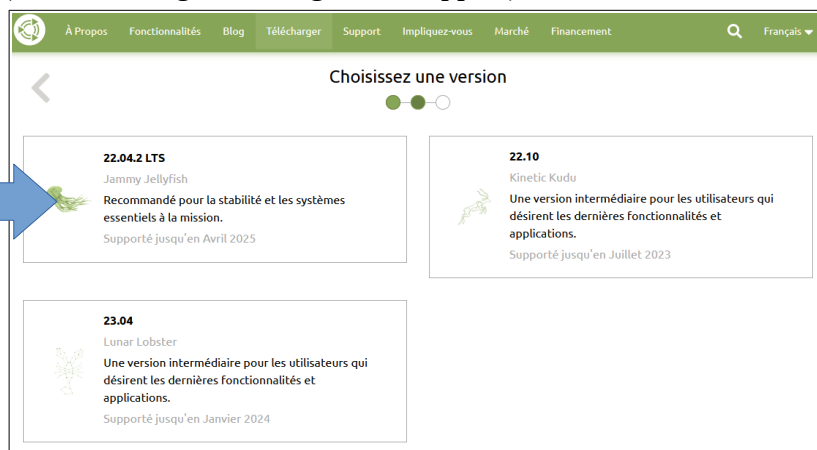 À Propos Fonctionnalités Blog Télécharger Support Impliquez-vous Marché Financement Français
Choisissez une version
22.04.2 LTS
Jammy Jellyfish
Recommandé pour la stabilité et les systèmes
essentiels à la mission.
Supporté jusqu'en Avril 2025
22.10
Kinetic Kudu
Une version intermédiaire pour les utilisateurs qui
désirent les dernières fonctionnalités et
applications.
Supporté jusqu'en Juillet 2023
23.04
Lunar Lobster
Une version intermédiaire pour les utilisateurs qui
désirent les dernières fonctionnalités et
applications.
Supporté jusqu'en Janvier 2024